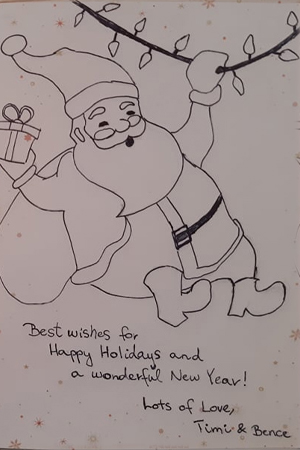 Best wishes for
Happy Holidays and
a wonderful New Year!
Lots of Love,
Timi & Bence